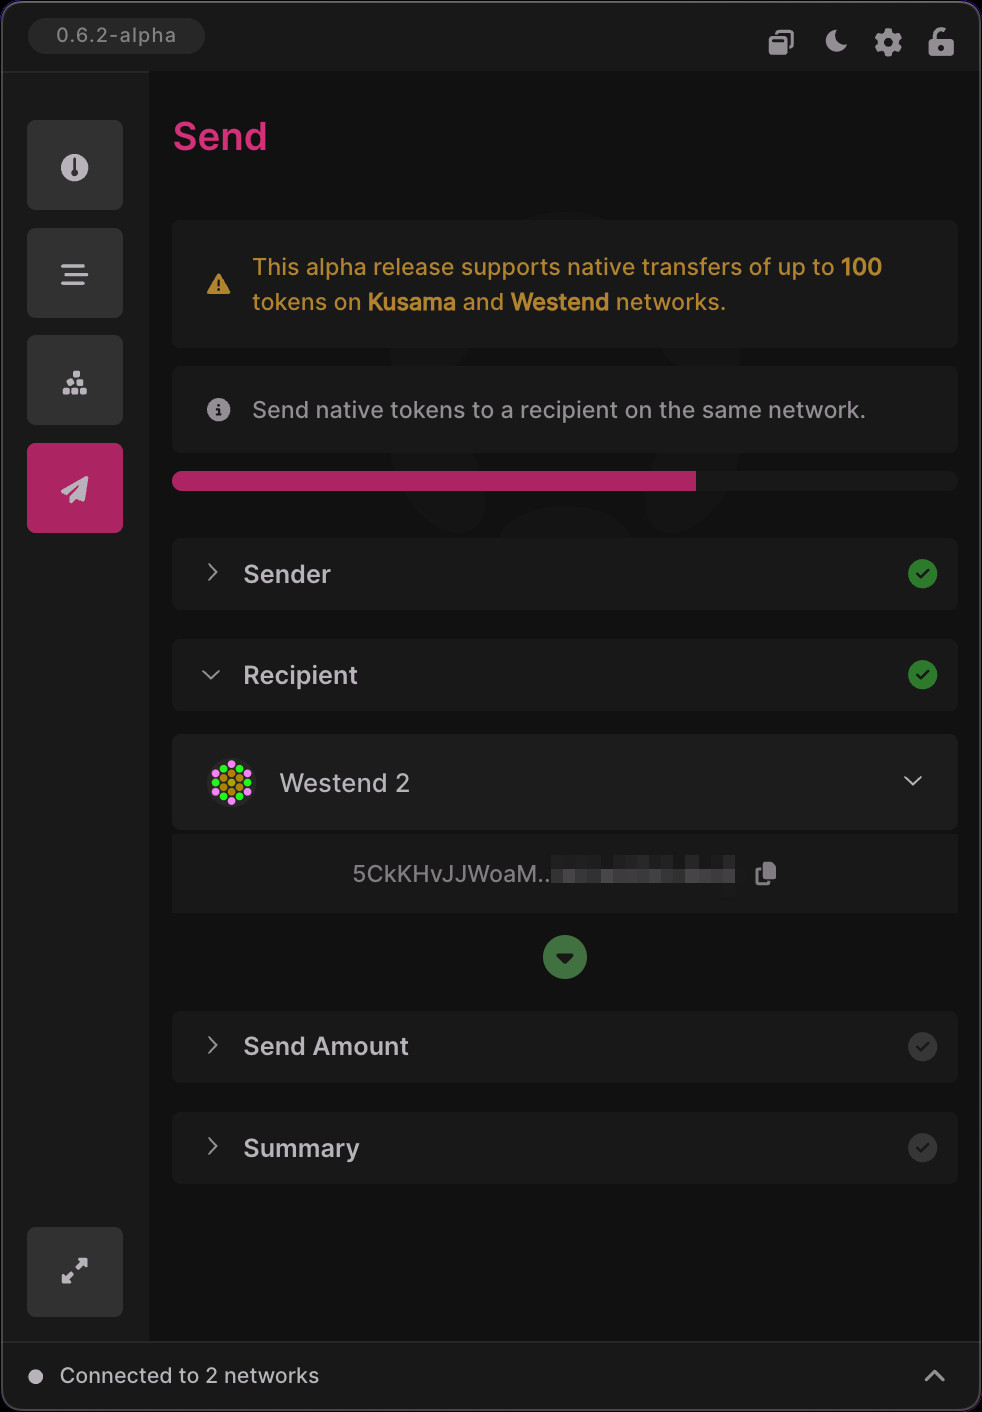 0.6.2-alpha
Send
This alpha release supports native transfers of up to 100
tokens on Kusama and Westend networks.
Send native tokens to a recipient on the same network.
Sender
Recipient
Westend 2
5CkKHvJJWoaM..
Send Amount
Summary
Connected to 2 networks